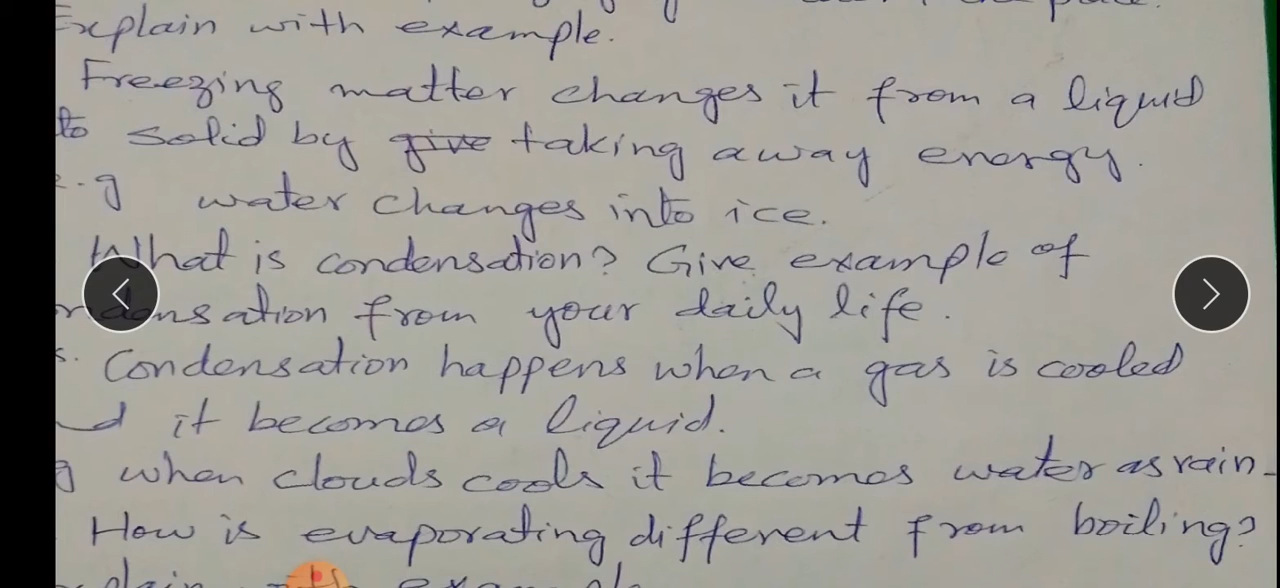 Explain with example.
Freezing matter changes it from a liquid
to solid by give taking away energy.
e.g water changes into ice.
What is condensation? Give example of
condensation from your daily life.
s. Condensation happens when a gas is cooled
d it becomes a liquid.
g when clouds cools it becomes water as rain-
How is evaporating different from boiling?